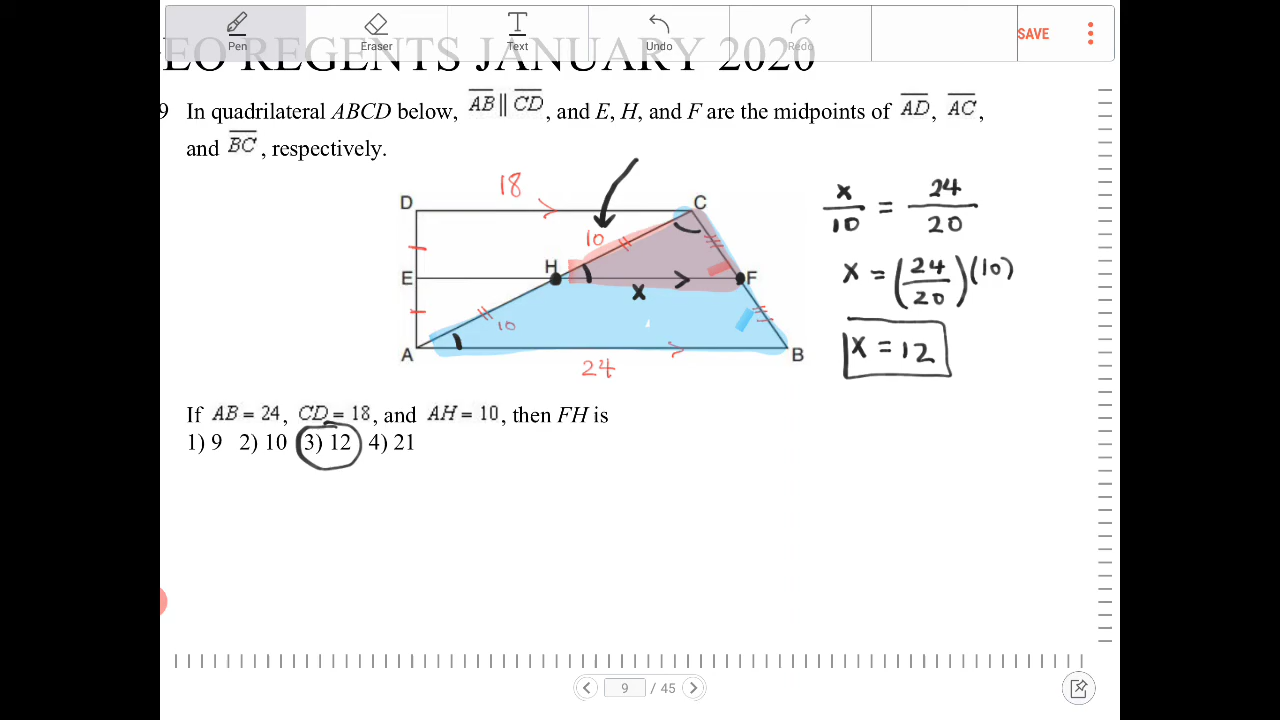 Pen
Eraser
Text
Undo
Redo
SAVE
EO REGENTS JANUARY 2020
9 In quadrilateral ABCD below, AB || CD, and E, H, and F are the midpoints of AD, AC,
and BC, respectively.
18
D
C
10
E
H
F
x
10
A
B
24
x/10 = 24/20
x = (24/20)(10)
x = 12
If AB = 24, CD = 18, and AH = 10, then FH is
1) 9 2) 10 3) 12 4) 21
9 / 45